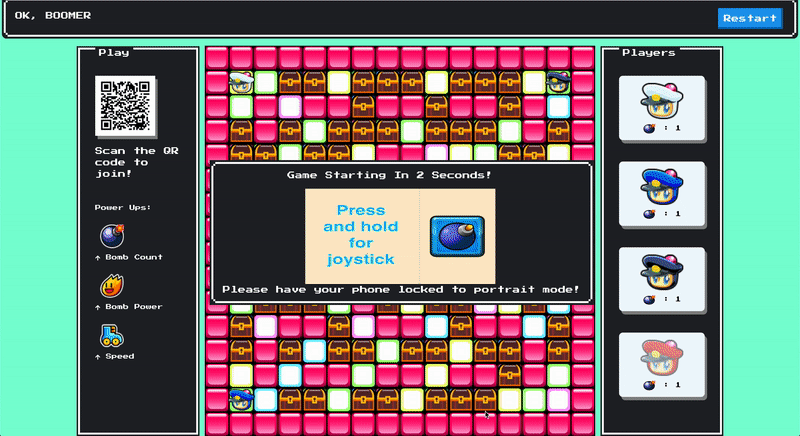 OK, BOOMER
Restart
Play
Scan the QR
code to
join!
Power Ups:
↑ Bomb Count
↑ Bomb Power
↑ Speed
Game Starting In 2 Seconds!
Press
and hold
for
joystick
Please have your phone locked to portrait mode!
Players
: 1
: 1
: 1
: 1